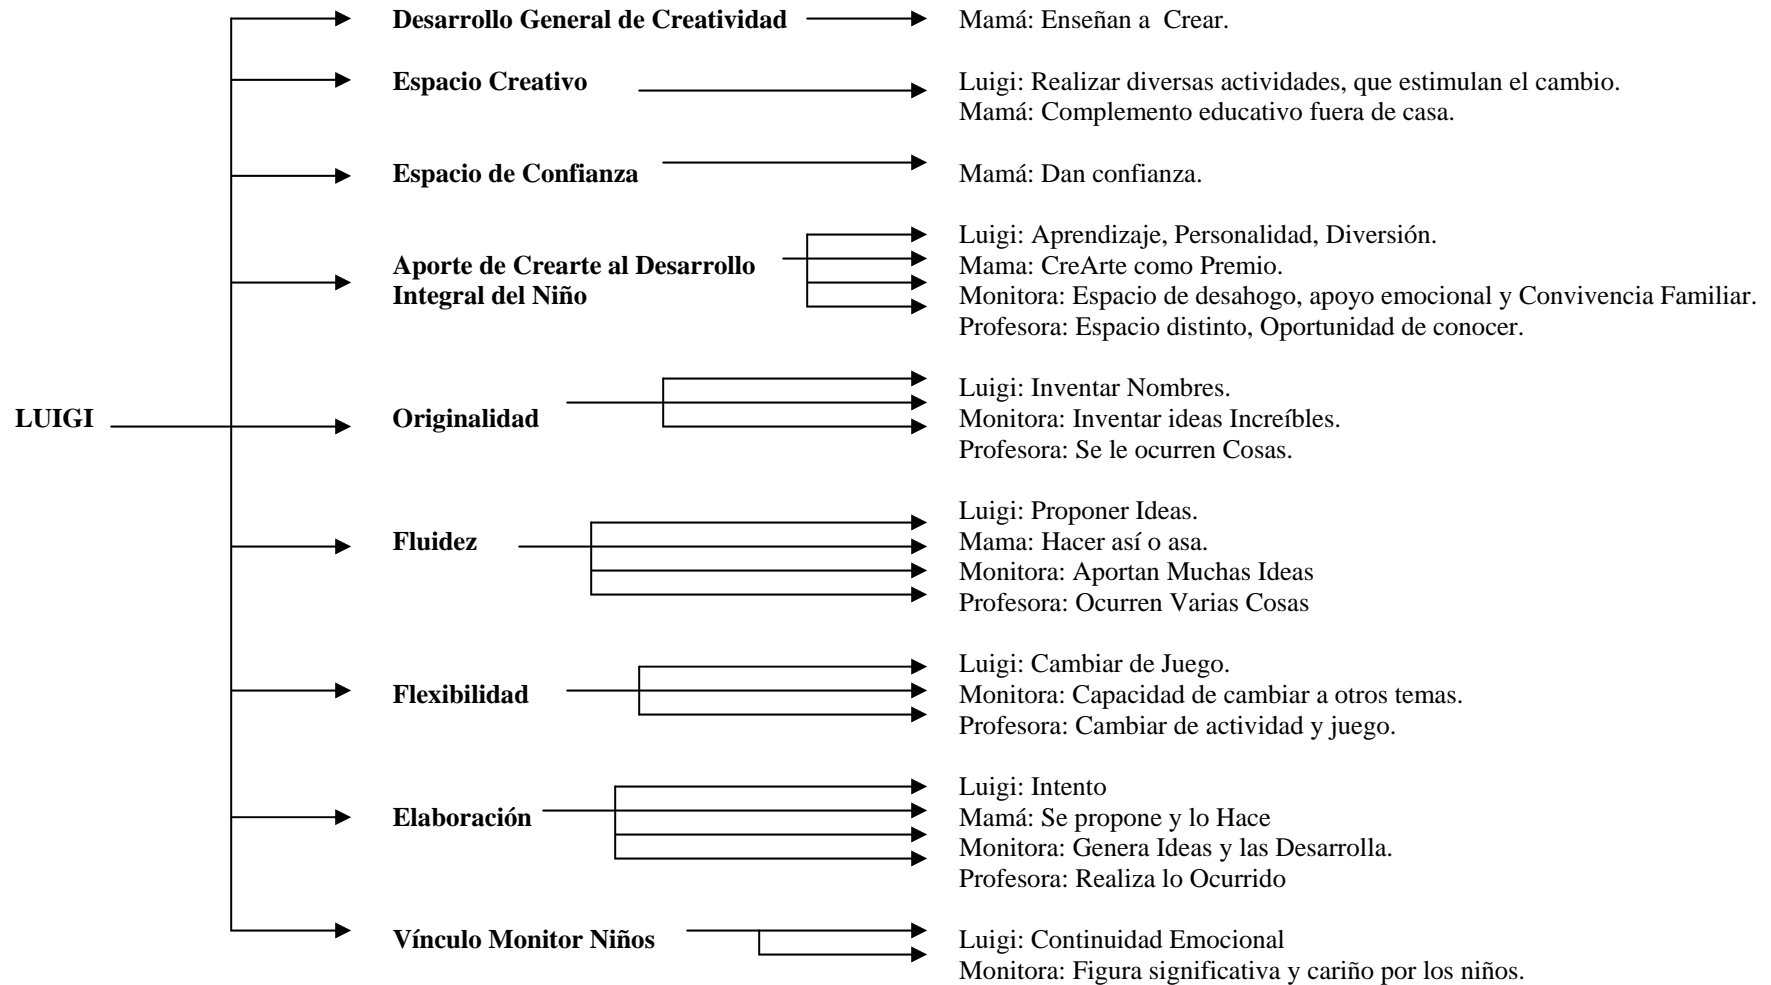 Desarrollo General de Creatividad
Mamá: Enseñan a Crear.
Espacio Creativo
Luigi: Realizar diversas actividades, que estimulan el cambio.
Mamá: Complemento educativo fuera de casa.
Espacio de Confianza
Mamá: Dan confianza.
Aporte de Crearte al Desarrollo
Integral del Niño
Luigi: Aprendizaje, Personalidad, Diversión.
Mama: CreArte como Premio.
Monitora: Espacio de desahogo, apoyo emocional y Convivencia Familiar.
Profesora: Espacio distinto, Oportunidad de conocer.
LUIGI
Originalidad
Luigi: Inventar Nombres.
Monitora: Inventar ideas Increíbles.
Profesora: Se le ocurren Cosas.
Fluidez
Luigi: Proponer Ideas.
Mama: Hacer así o asa.
Monitora: Aportan Muchas Ideas
Profesora: Ocurren Varias Cosas
Flexibilidad
Luigi: Cambiar de Juego.
Monitora: Capacidad de cambiar a otros temas.
Profesora: Cambiar de actividad y juego.
Elaboración
Luigi: Intento
Mamá: Se propone y lo Hace
Monitora: Genera Ideas y las Desarrolla.
Profesora: Realiza lo Ocurrido
Vínculo Monitor Niños
Luigi: Continuidad Emocional
Monitora: Figura significativa y cariño por los niños.